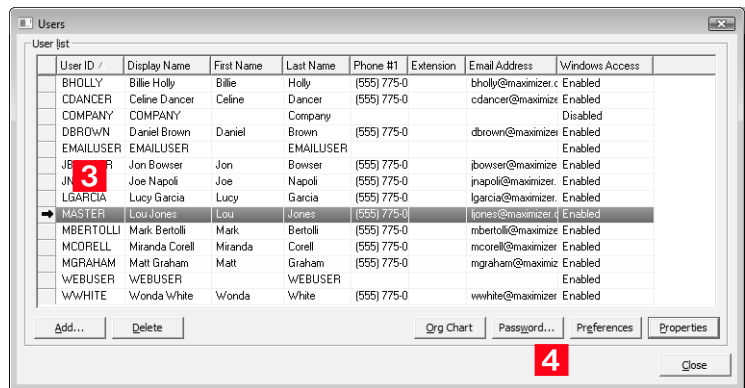 Users
User list
User ID Display Name First Name Last Name Phone #1 Extension Email Address Windows Access
BHOLLY Billie Holly Billie Holly (555) 775-0 bholly@maximizer.c Enabled
CDANCER Celine Dancer Celine Dancer (555) 775-0 cdancer@maximize Enabled
COMPANY COMPANY Company Disabled
DBROWN Daniel Brown Daniel Brown (555) 775-0 dbrown@maximizer Enabled
EMAILUSER EMAILUSER EMAILUSER Enabled
Jon Bowser Jon Bowser (555) 775-0 jbowser@maximize Enabled
3
Joe Napoli Joe Napoli (555) 775-0 jnapoli@maximizer. Enabled
LGARCIA Lucy Garcia Lucy Garcia (555) 775-0 lgarcia@maximizer. Enabled
MASTER Lou Jones Lou Jones (555) 775-0 ljones@maximizer.c Enabled
MBERTOLLI Mark Bertolli Mark Bertolli (555) 775-0 mbertolli@maximize Enabled
MCORELL Miranda Corell Miranda Corell (555) 775-0 mcorell@maximizer Enabled
MGRAHAM Matt Graham Matt Graham (555) 775-0 mgraham@maximiz Enabled
WEBUSER WEBUSER WEBUSER Enabled
WWHITE Wonda White Wonda White (555) 775-0 wwhite@maximizer Enabled
Add... Delete Org Chart Password... Preferences Properties
4
Close